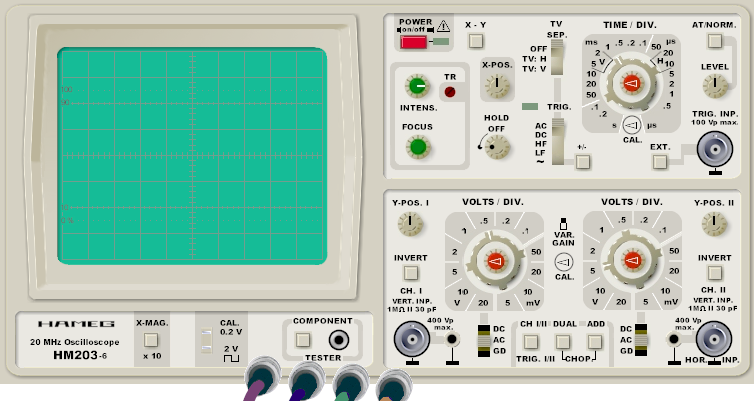 POWER
on/off
X - Y
TV
SEP.
OFF
TV: H
TV: V
TIME / DIV.
ms
µs
.1 .5 .2 .1
50
20
10
5
2
1
.5
.2
.1
2
5
10
20
50
s
µs
CAL.
AT/NORM.
LEVEL
TRIG. INP.
100 Vp max.
X-POS.
TR
INTENS.
FOCUS
HOLD
OFF
TRIG.
AC
DC
HF
LF
~
+/-
EXT.
100
90
10
0 %
Y-POS. I
VOLTS / DIV.
.5 .2
1
.1
2
50
5
20
10
10
V
20
5
mV
VAR.
GAIN
CAL.
VOLTS / DIV.
.5 .2
1
.1
2
50
5
20
10
10
V
20
5
mV
Y-POS. II
INVERT
CH. I
VERT. INP.
1MΩ II 30 pF
INVERT
CH. II
VERT. INP.
1MΩ II 30 pF
400 Vp
max.
DC
AC
GD
CH I/II DUAL ADD
TRIG. I/II CHOP.
DC
AC
GD
400 Vp
max.
HOR. INP.
HAMEG
20 MHz Oscilloscope
HM203-6
X-MAG.
x 10
CAL.
0.2 V
2 V
COMPONENT
TESTER